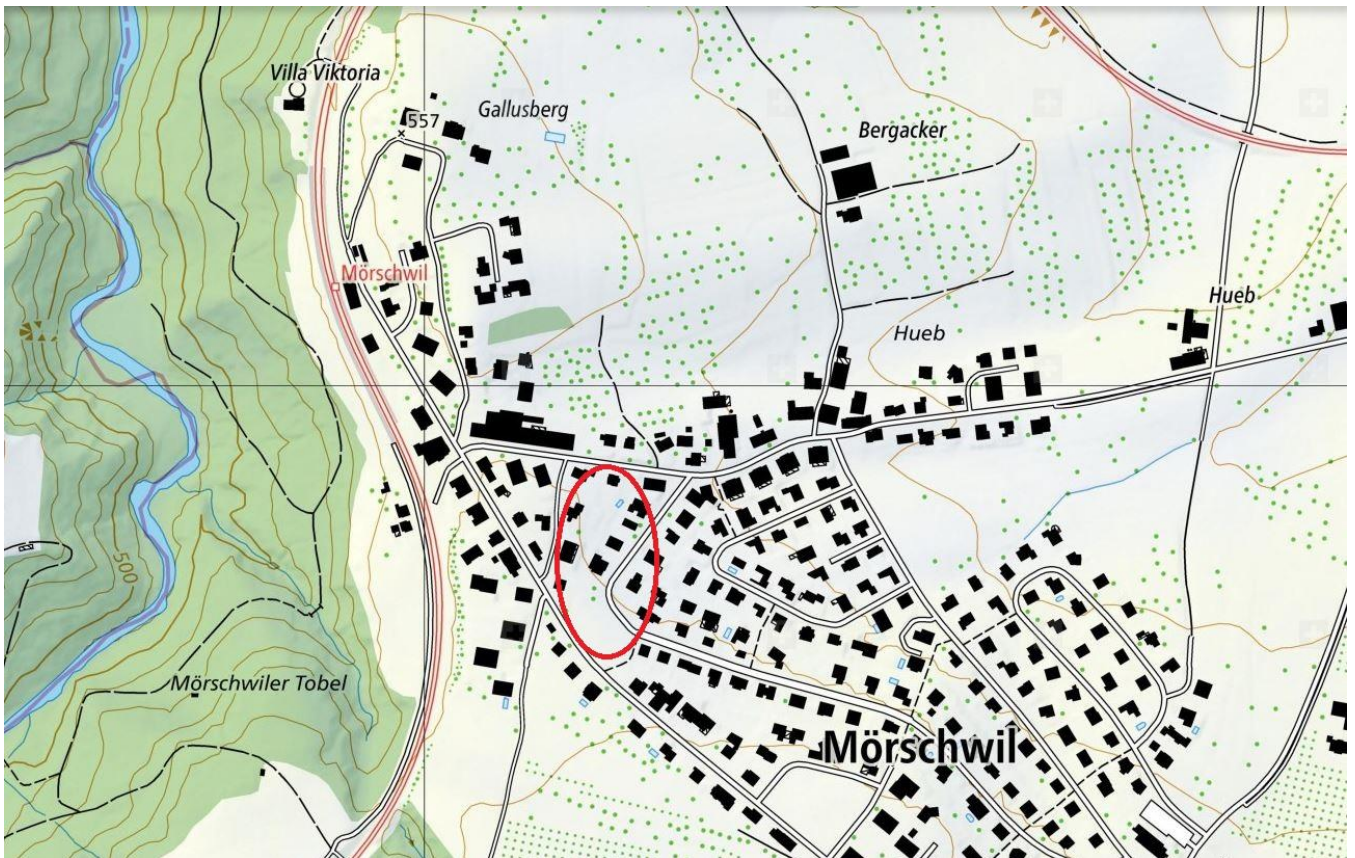 Villa Viktoria
557
Gallusberg
Bergacker
Mörschwil
Hueb
Hueb
500
Mörschwiler Tobel
Mörschwil